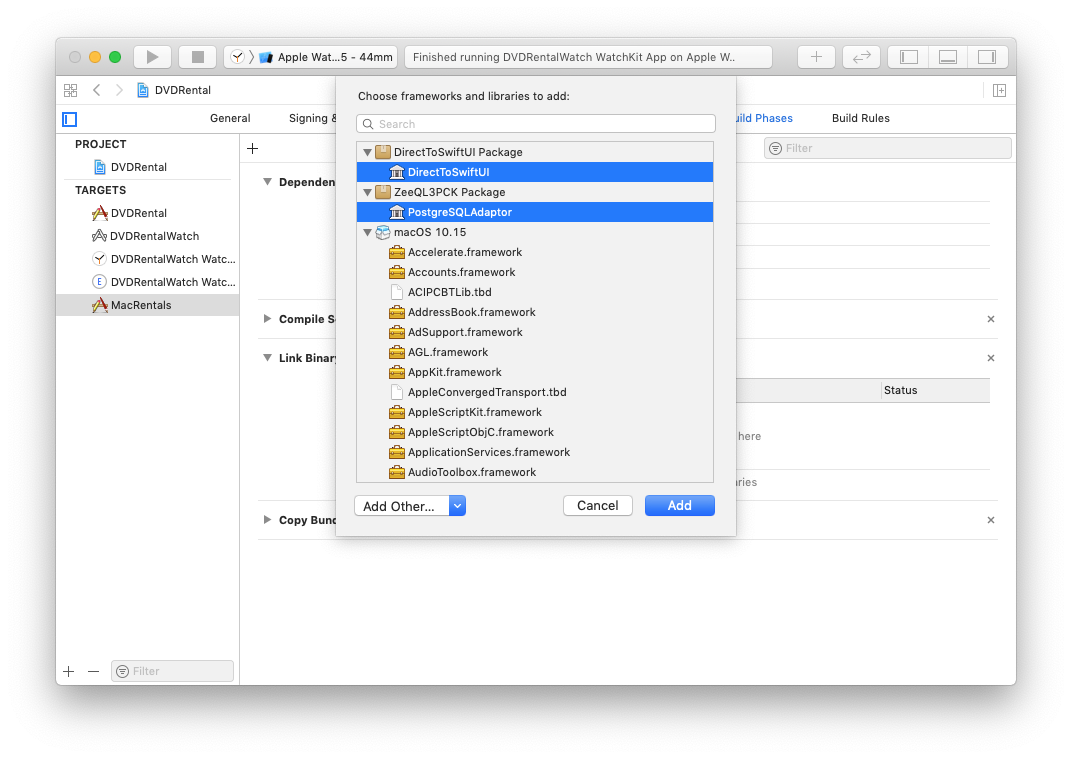 Apple Wat...5 - 44mm
Finished running DVDRentalWatch WatchKit App on Apple W..
DVDRental
General
Signing &
uild Phases
Build Rules
PROJECT
DVDRental
TARGETS
DVDRental
DVDRentalWatch
DVDRentalWatch Watc...
E
DVDRentalWatch Watc...
MacRentals
Filter
Filter
Dependen
Compile S
Link Binary
Status
here
aries
Copy Bund
Choose frameworks and libraries to add:
Search
DirectToSwiftUI Package
DirectToSwiftUI
ZeeQL3PCK Package
PostgreSQLAdaptor
macOS 10.15
Accelerate.framework
Accounts.framework
ACIPCBTLib.tbd
AddressBook.framework
AdSupport.framework
AGL.framework
AppKit.framework
AppleConvergedTransport.tbd
AppleScriptKit.framework
AppleScriptObjC.framework
ApplicationServices.framework
AudioToolbox.framework
Add Other...
Cancel
Add